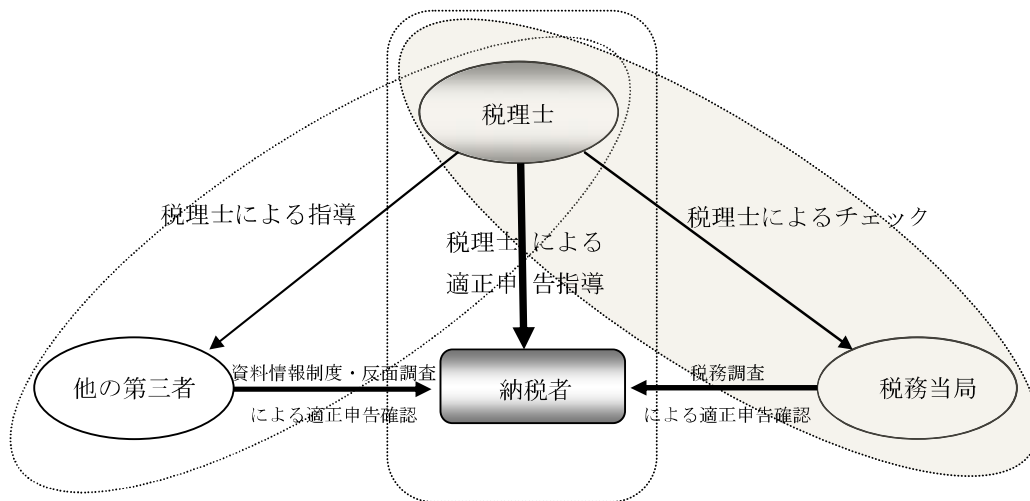 税理士
税理士による指導
税理士によるチェック
税理士による
適正申告指導
他の第三者
資料情報制度・反面調査
による適正申告確認
納税者
税務調査
による適正申告確認
税務当局